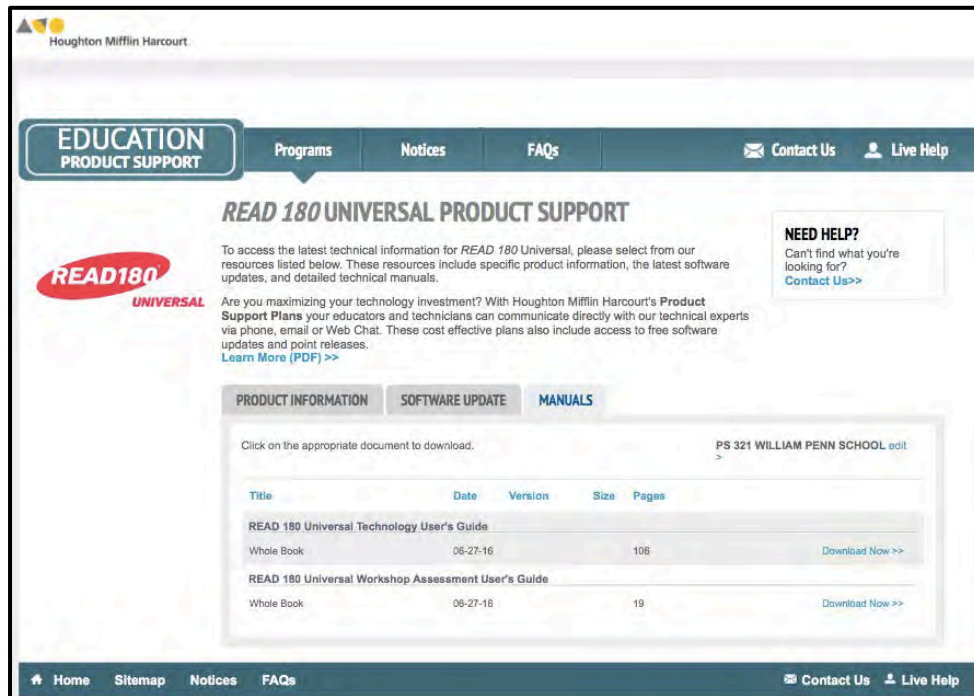 Houghton Mifflin Harcourt
EDUCATION
PRODUCT SUPPORT
Programs
Notices
FAQs
Contact Us
Live Help
READ 180 UNIVERSAL PRODUCT SUPPORT
To access the latest technical information for READ 180 Universal, please select from our
resources listed below. These resources include specific product information, the latest software
updates, and detailed technical manuals.
Are you maximizing your technology investment? With Houghton Mifflin Harcourt's Product
Support Plans your educators and technicians can communicate directly with our technical experts
via phone, email or Web Chat. These cost effective plans also include access to free software
updates and point releases.
Learn More (PDF) >>
READ180
UNIVERSAL
NEED HELP?
Can't find what you're
looking for?
Contact Us>>
PRODUCT INFORMATION
SOFTWARE UPDATE
MANUALS
Click on the appropriate document to download.
PS 321 WILLIAM PENN SCHOOL edit
>
Title Date Version Size Pages
READ 180 Universal Technology User's Guide
Whole Book 06-27-16 106 Download Now >>
READ 180 Universal Workshop Assessment User's Guide
Whole Book 06-27-16 19 Download Now >>
Home Sitemap Notices FAQs Contact Us Live Help